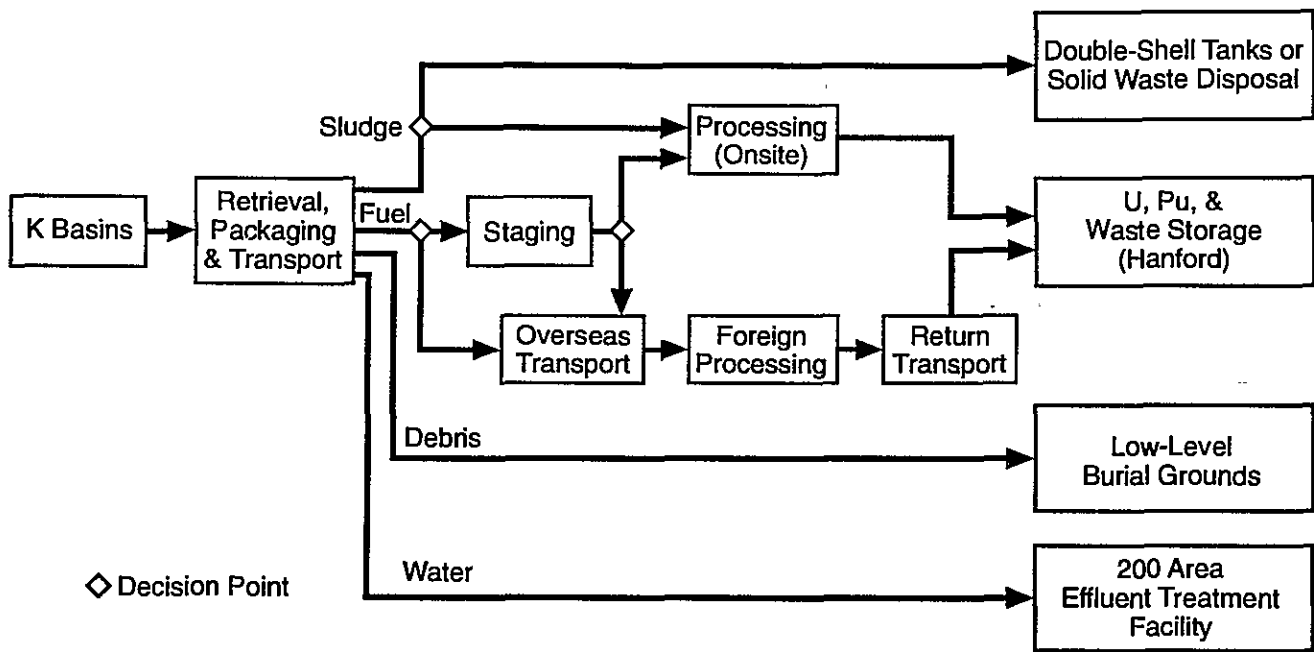 Double-Shell Tanks or
Solid Waste Disposal
Sludge
Processing
(Onsite)
K Basins
Retrieval,
Packaging
& Transport
Fuel
Staging
U, Pu, &
Waste Storage
(Hanford)
Overseas
Transport
Foreign
Processing
Return
Transport
Debris
Low-Level
Burial Grounds
Water
200 Area
Effluent Treatment
Facility
Decision Point